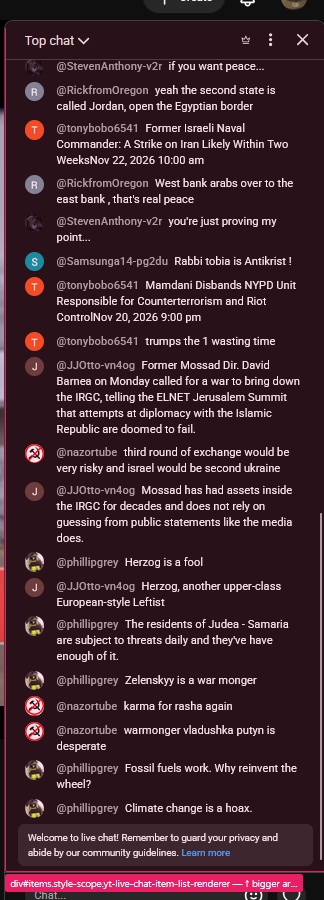 Create
Top chat
@StevenAnthony-v2r if you want peace...
R @RickfromOregon yeah the second state is
called Jordan, open the Egyptian border
T @tonybobo6541 Former Israeli Naval
Commander: A Strike on Iran Likely Within Two
WeeksNov 22, 2026 10:00 am
R @RickfromOregon West bank arabs over to the
east bank , that's real peace
@StevenAnthony-v2r you're just proving my
point...
S @Samsunga14-pg2du Rabbi tobia is Antikrist !
T @tonybobo6541 Mamdani Disbands NYPD Unit
Responsible for Counterterrorism and Riot
ControlNov 20, 2026 9:00 pm
T @tonybobo6541 trumps the 1 wasting time
J @JJOtto-vn4og Former Mossad Dir. David
Barnea on Monday called for a war to bring down
the IRGC, telling the ELNET Jerusalem Summit
that attempts at diplomacy with the Islamic
Republic are doomed to fail.
@nazortube third round of exchange would be
very risky and israel would be second ukraine
J @JJOtto-vn4og Mossad has had assets inside
the IRGC for decades and does not rely on
guessing from public statements like the media
does.
@phillipgrey Herzog is a fool
J @JJOtto-vn4og Herzog, another upper-class
European-style Leftist
@phillipgrey The residents of Judea - Samaria
are subject to threats daily and they've have
enough of it.
@phillipgrey Zelenskyy is a war monger
@nazortube karma for rasha again
@nazortube warmonger vladushka putyn is
desperate
@phillipgrey Fossil fuels work. Why reinvent the
wheel?
@phillipgrey Climate change is a hoax.
Welcome to live chat! Remember to guard your privacy and
abide by our community guidelines. Learn more
div#items.style-scope.yt-live-chat-item-list-renderer — ↑ bigger ar...
Chat...